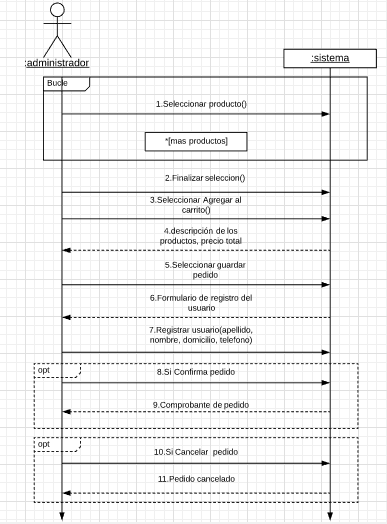 :administrador
:sistema
Bucle
1.Seleccionar producto()
*[mas productos]
2.Finalizar seleccion()
3.Seleccionar Agregar al
carrito()
4.descripción de los
productos, precio total
5.Seleccionar guardar
pedido
6.Formulario de registro del
usuario
7.Registrar usuario(apellido,
nombre, domicilio, telefono)
opt
8.Si Confirma pedido
9.Comprobante de pedido
opt
10.Si Cancelar pedido
11.Pedido cancelado